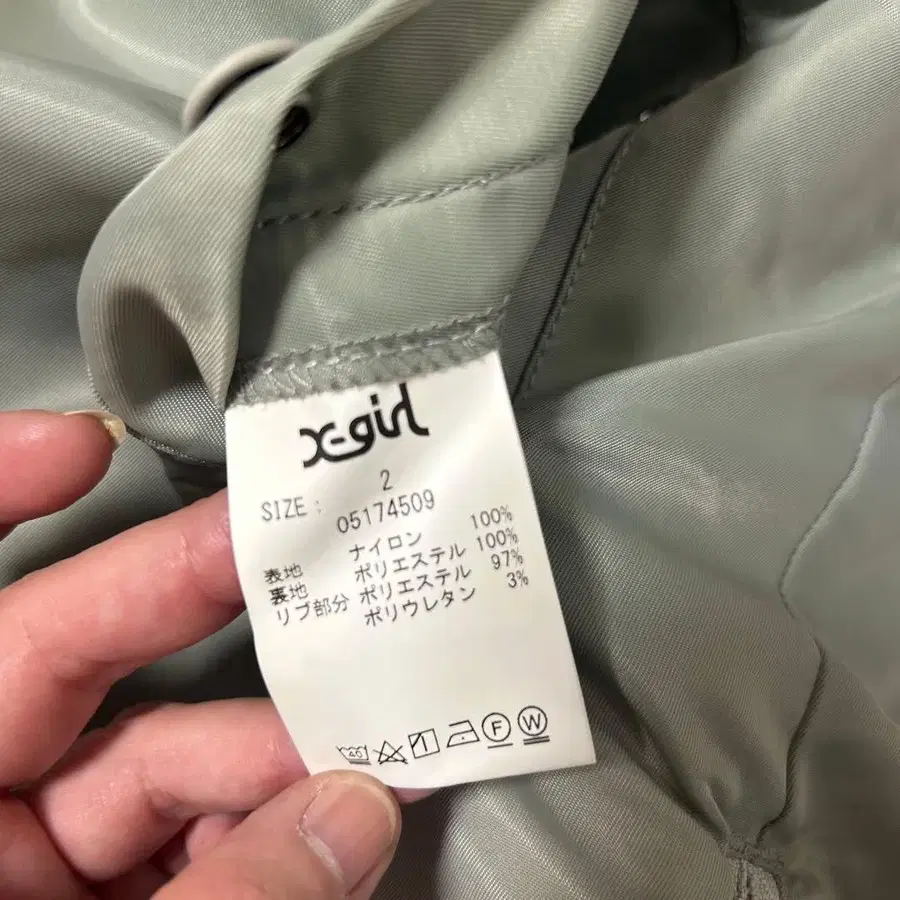 X-girl
SIZE : 2
05174509
表地 ナイロン 100%
裏地 ポリエステル 100%
リブ部分 ポリエステル 97%
ポリウレタン 3%
40 F W